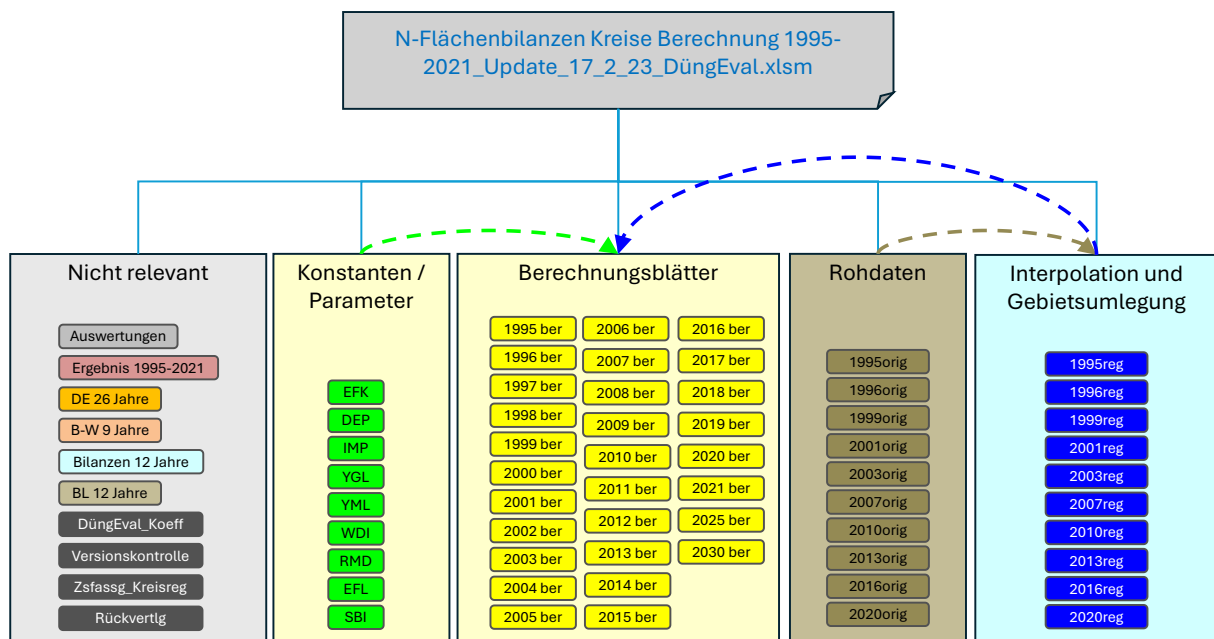 N-Flächenbilanzen Kreise Berechnung 1995-
2021_Update_17_2_23_DüngEval.xlsm
Nicht relevant
Auswertungen
Ergebnis 1995-2021
DE 26 Jahre
B-W 9 Jahre
Bilanzen 12 Jahre
BL 12 Jahre
DüngEval_Koeff
Versionskontrolle
Zsfassg_Kreisreg
Rückvertlg
Konstanten /
Parameter
EFK
DEP
IMP
YGL
YML
WDI
RMD
EFL
SBI
Berechnungsblätter
1995 ber
1996 ber
1997 ber
1998 ber
1999 ber
2000 ber
2001 ber
2002 ber
2003 ber
2004 ber
2005 ber
2006 ber
2007 ber
2008 ber
2009 ber
2010 ber
2011 ber
2012 ber
2013 ber
2014 ber
2015 ber
2016 ber
2017 ber
2018 ber
2019 ber
2020 ber
2021 ber
2025 ber
2030 ber
Rohdaten
1995orig
1996orig
1999orig
2001orig
2003orig
2007orig
2010orig
2013orig
2016orig
2020orig
Interpolation und
Gebietsumlegung
1995reg
1996reg
1999reg
2001reg
2003reg
2007reg
2010reg
2013reg
2016reg
2020reg